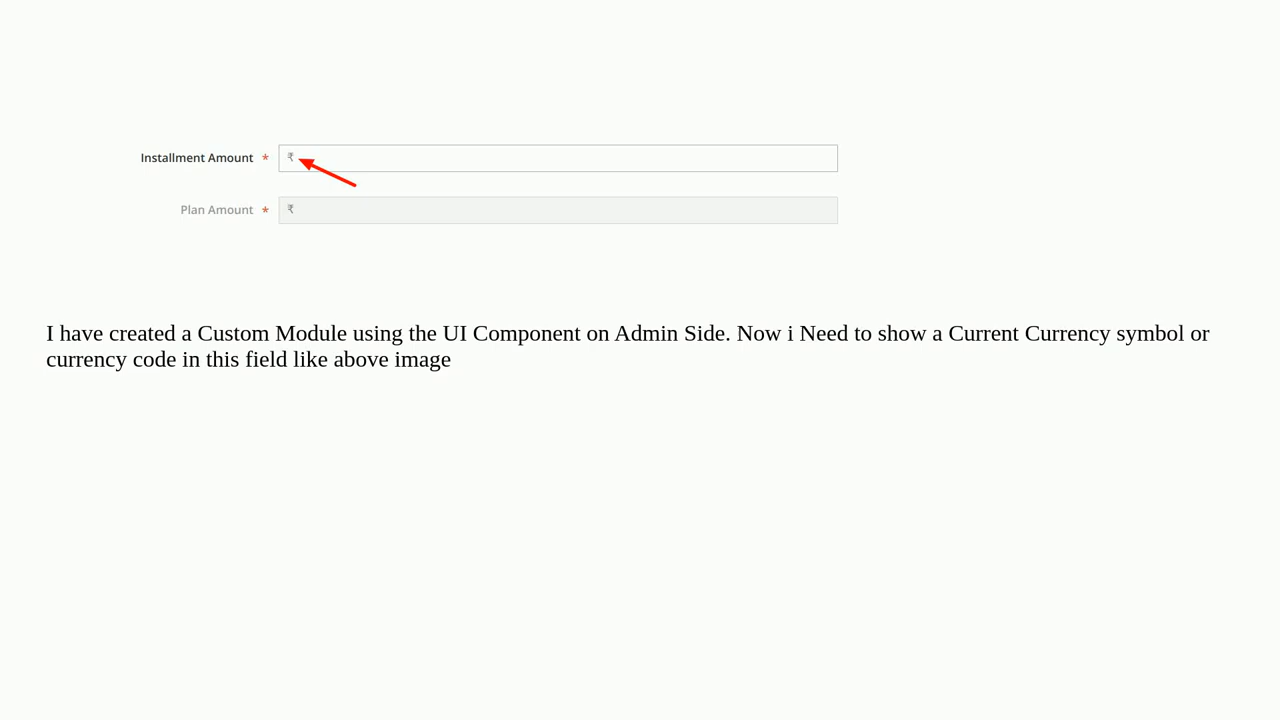 Installment Amount * ₹
Plan Amount * ₹
I have created a Custom Module using the UI Component on Admin Side. Now i Need to show a Current Currency symbol or
currency code in this field like above image